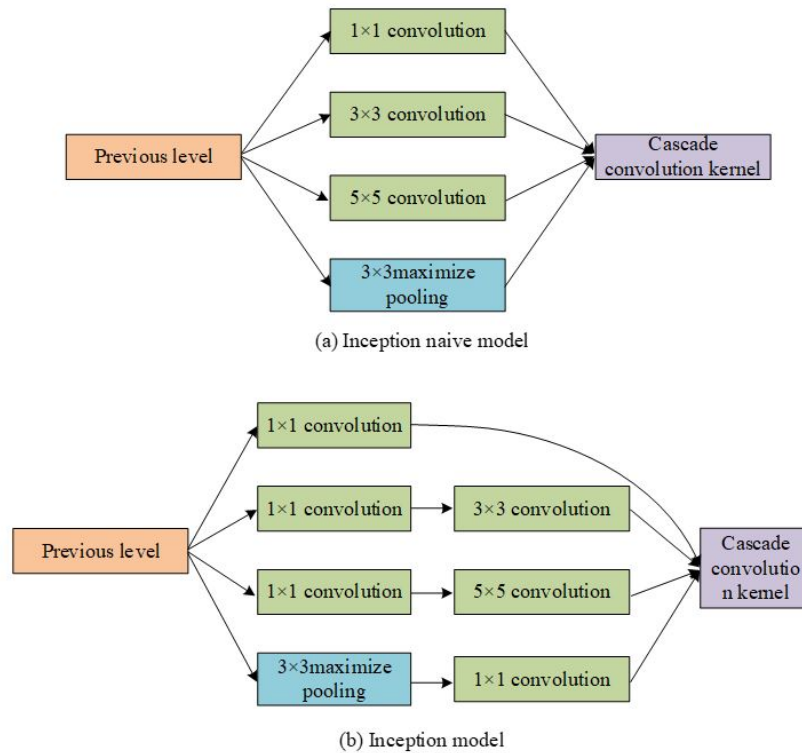 1×1 convolution
3×3 convolution
Previous level
Cascade
convolution kernel
5×5 convolution
3×3maximize
pooling
(a) Inception naive model
1×1 convolution
1×1 convolution
3×3 convolution
Previous level
Cascade
convolutio
n kernel
1×1 convolution
5×5 convolution
3×3maximize
pooling
1×1 convolution
(b) Inception model